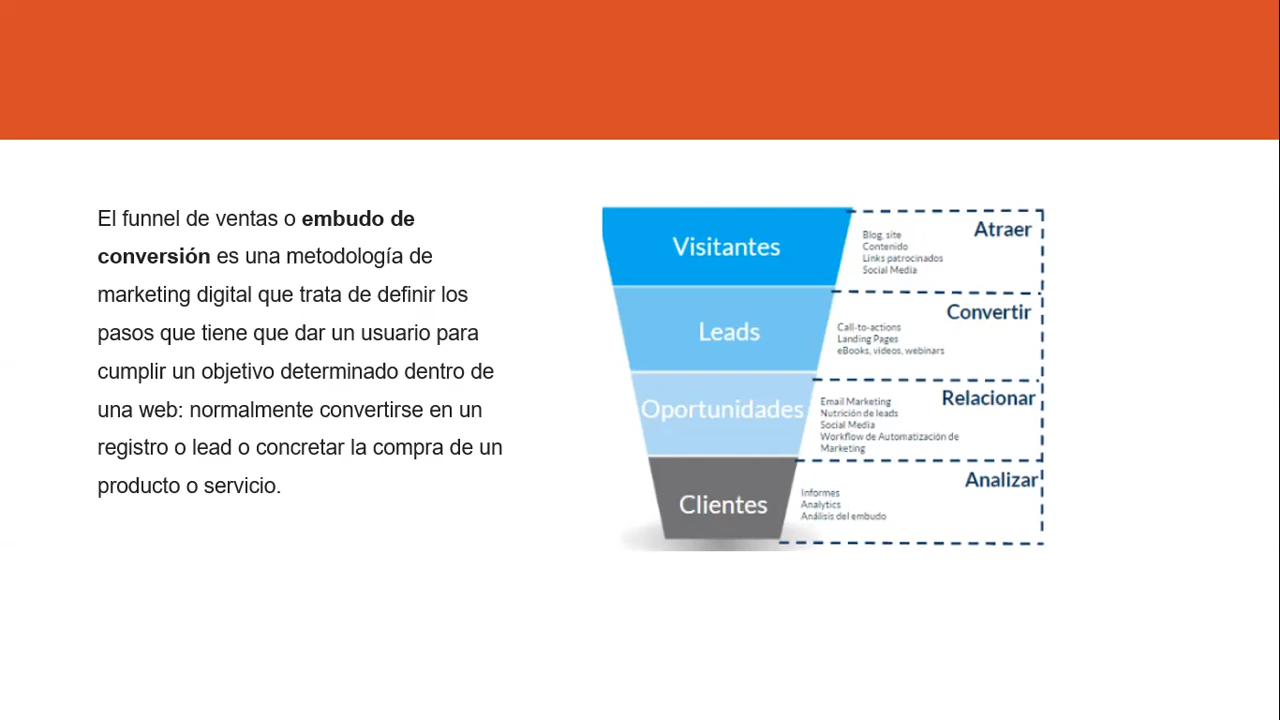 El funnel de ventas o embudo de
conversión es una metodología de
marketing digital que trata de definir los
pasos que tiene que dar un usuario para
cumplir un objetivo determinado dentro de
una web: normalmente convertirse en un
registro o lead o concretar la compra de un
producto o servicio.
Visitantes
Atraer
Blog, site
Contenido
Links patrocinados
Social Media
Leads
Convertir
Call-to-actions
Landing Pages
eBooks, videos, webinars
Oportunidades
Relacionar
Email Marketing
Nutrición de leads
Social Media
Workflow de Automatización de
Marketing
Clientes
Analizar
Informes
Analytics
Análisis del embudo